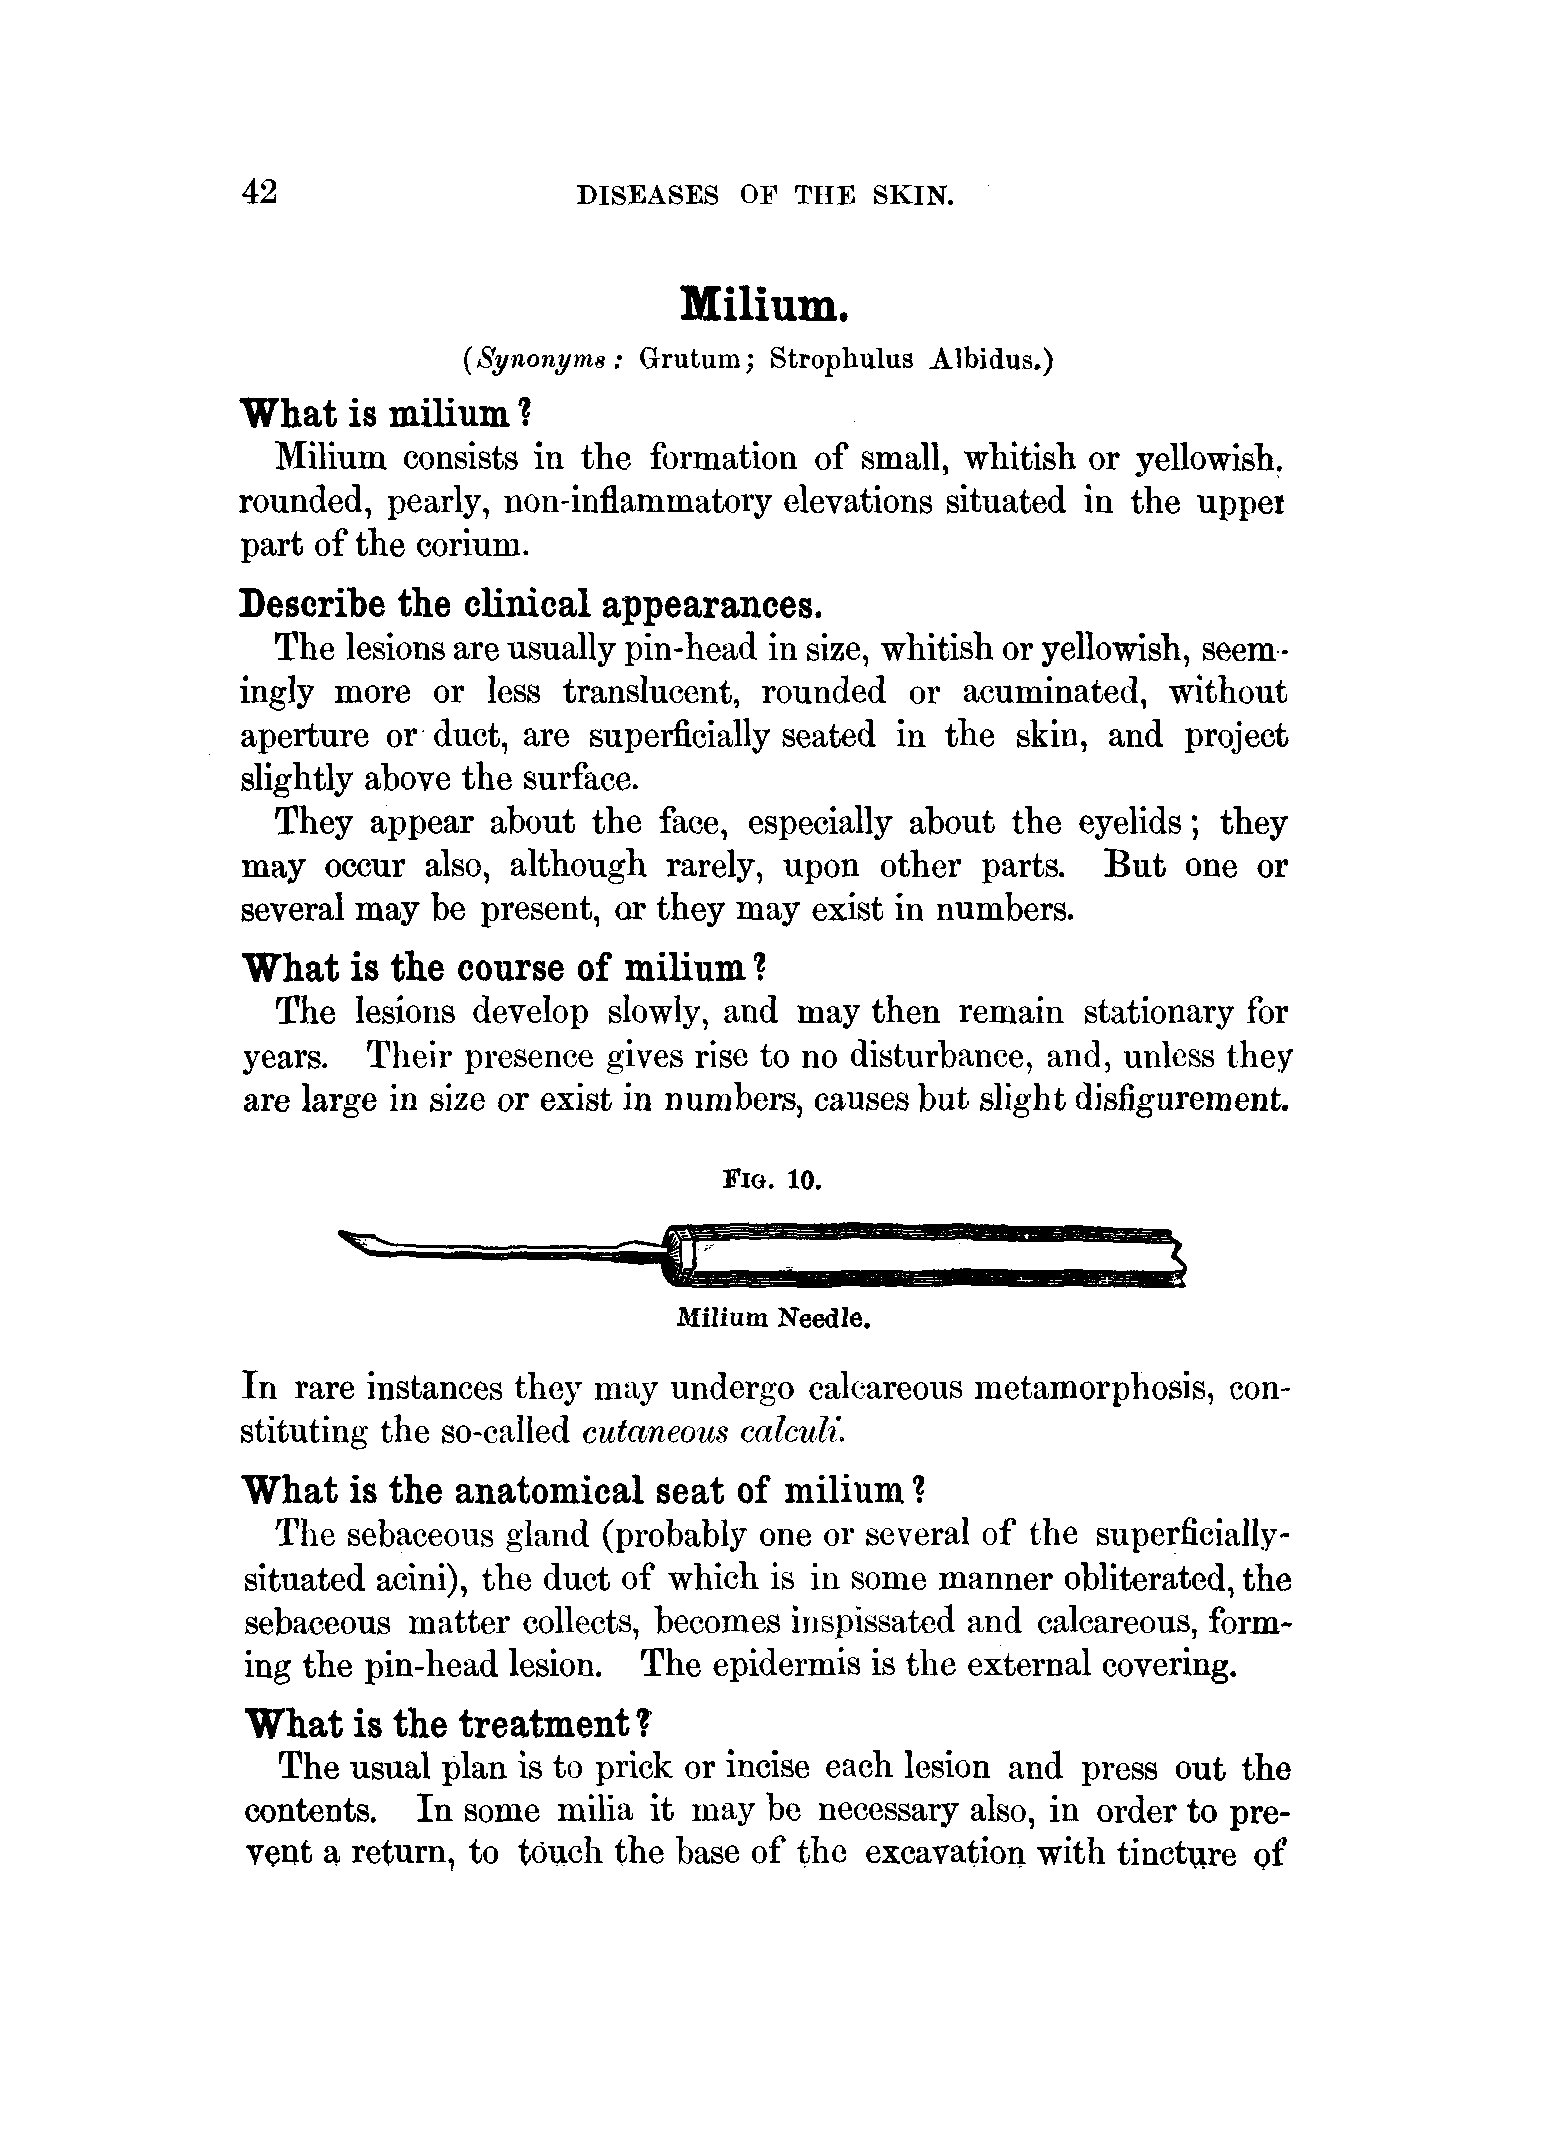 42 DISEASES OF THE SKIN.
Milium.
(Synonyms: Grutum; Strophulus Albidus.)
What is milium?
Milium consists in the formation of small, whitish or yellowish,
rounded, pearly, non-inflammatory elevations situated in the upper
part of the corium.
Describe the clinical appearances.
The lesions are usually pin-head in size, whitish or yellowish, seem-
ingly more or less translucent, rounded or acuminated, without
aperture or duct, are superficially seated in the skin, and project
slightly above the surface.
They appear about the face, especially about the eyelids; they
may occur also, although rarely, upon other parts. But one or
several may be present, or they may exist in numbers.
What is the course of milium?
The lesions develop slowly, and may then remain stationary for
years. Their presence gives rise to no disturbance, and, unless they
are large in size or exist in numbers, causes but slight disfigurement.
FIG. 10.
Milium Needle.
In rare instances they may undergo calcareous metamorphosis, con-
stituting the so-called cutaneous calculi.
What is the anatomical seat of milium?
The sebaceous gland (probably one or several of the superficially-
situated acini), the duct of which is in some manner obliterated, the
sebaceous matter collects, becomes inspissated and calcareous, form-
ing the pin-head lesion. The epidermis is the external covering.
What is the treatment?
The usual plan is to prick or incise each lesion and press out the
contents. In some milia it may be necessary also, in order to pre-
vent a return, to touch the base of the excavation with tincture of